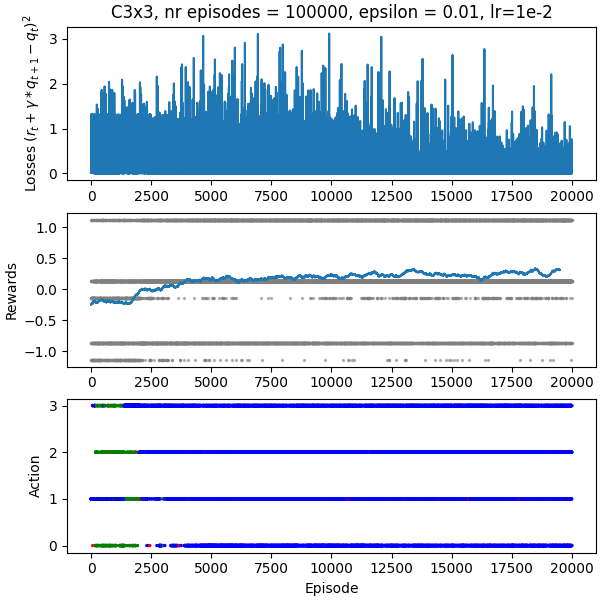 C3x3, nr episodes = 100000, epsilon = 0.01, lr=1e-2
Losses (r_t + γ * q_{t+1} − q_t)^2
3
2
1
0
0 2500 5000 7500 10000 12500 15000 17500 20000
Rewards
1.0
0.5
0.0
−0.5
−1.0
0 2500 5000 7500 10000 12500 15000 17500 20000
Action
3
2
1
0
0 2500 5000 7500 10000 12500 15000 17500 20000
Episode